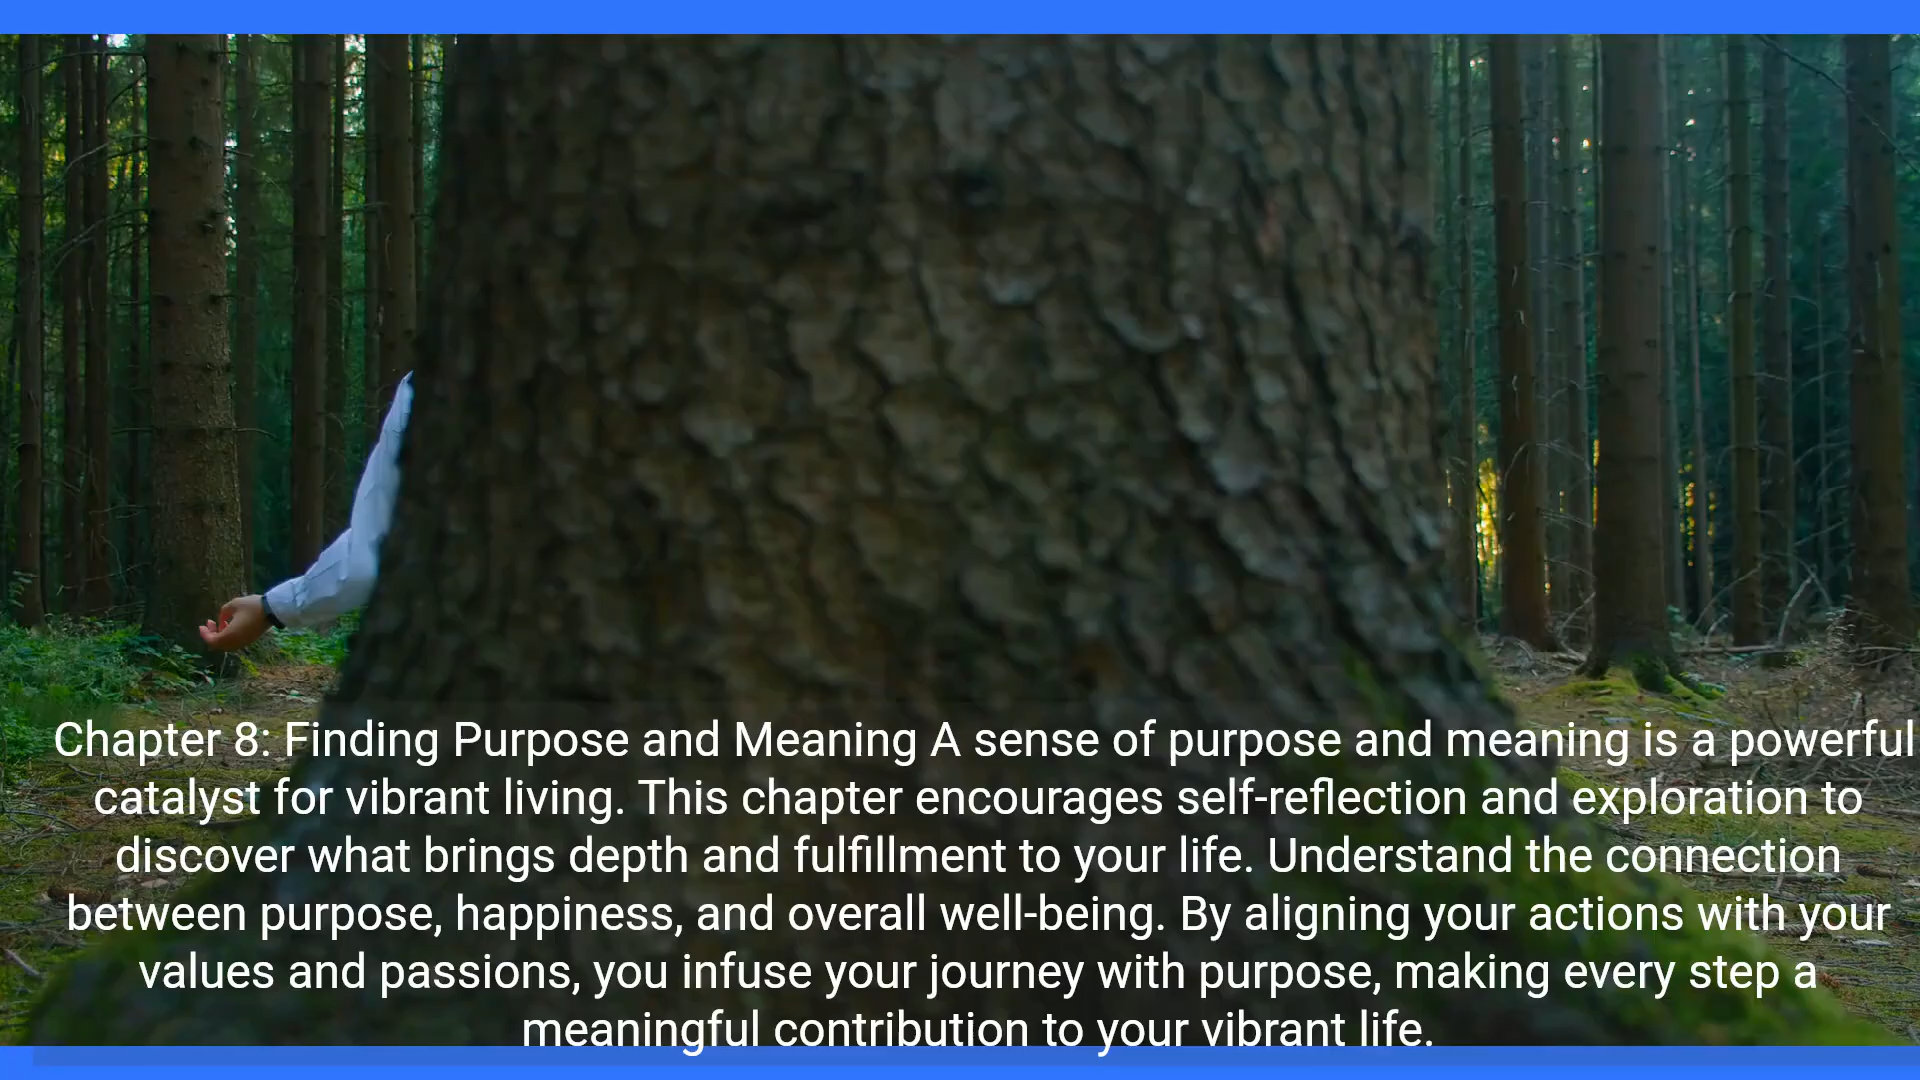 Chapter 8: Finding Purpose and Meaning A sense of purpose and meaning is a powerful
catalyst for vibrant living. This chapter encourages self-reflection and exploration to
discover what brings depth and fulfillment to your life. Understand the connection
between purpose, happiness, and overall well-being. By aligning your actions with your
values and passions, you infuse your journey with purpose, making every step a
meaningful contribution to your vibrant life.